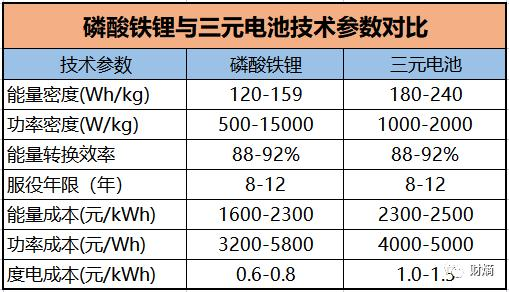 磷酸铁锂与三元电池技术参数对比
技术参数 磷酸铁锂 三元电池
能量密度(Wh/kg) 120-159 180-240
功率密度(W/kg) 500-15000 1000-2000
能量转换效率 88-92% 88-92%
服役年限（年） 8-12 8-12
能量成本(元/kWh) 1600-2300 2300-2500
功率成本(元/Wh) 3200-5800 4000-5000
度电成本(元/kWh) 0.6-0.8 1.0-1.5
财熵